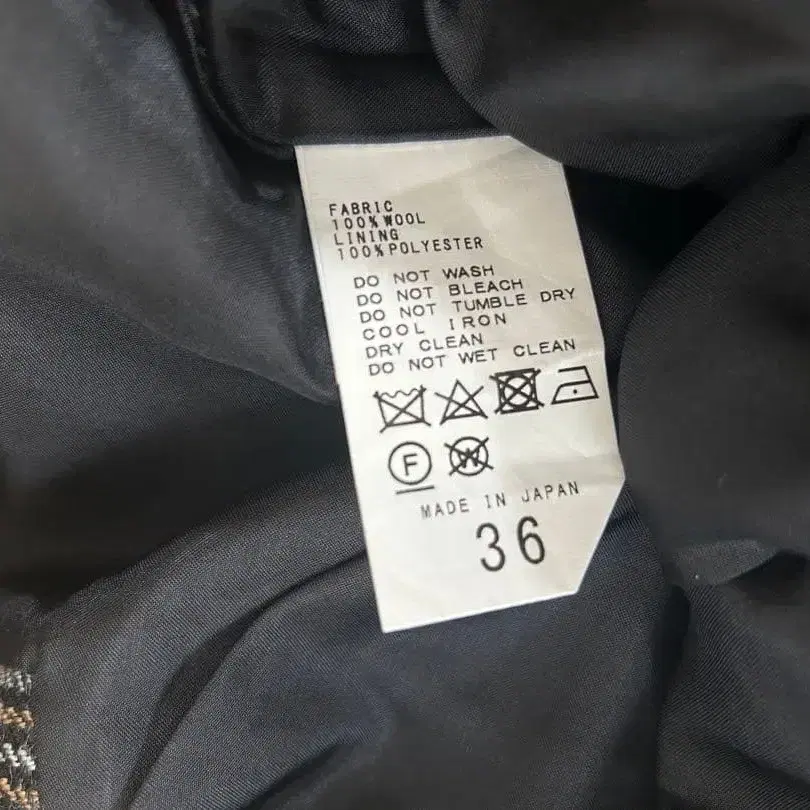 FABRIC
100%WOOL
LINING
100%POLYESTER
DO NOT WASH
DO NOT BLEACH
DO NOT TUMBLE DRY
COOL IRON
DRY CLEAN
DO NOT WET CLEAN
F W
MADE IN JAPAN
36